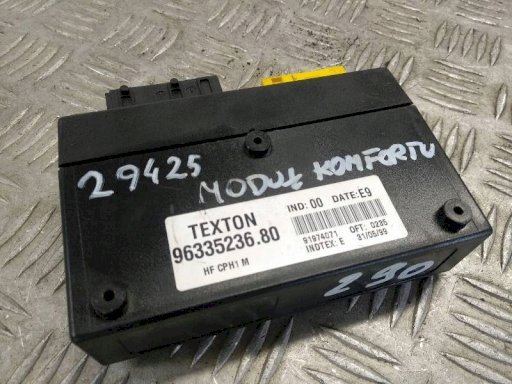 29425
MODUŁ KOMFORTU
TEXTON
96335236.80
HF CPH1 M
IND:00 DATE:E9
91974071 OFT: 0285
INDTEX: E 31/05/99
290